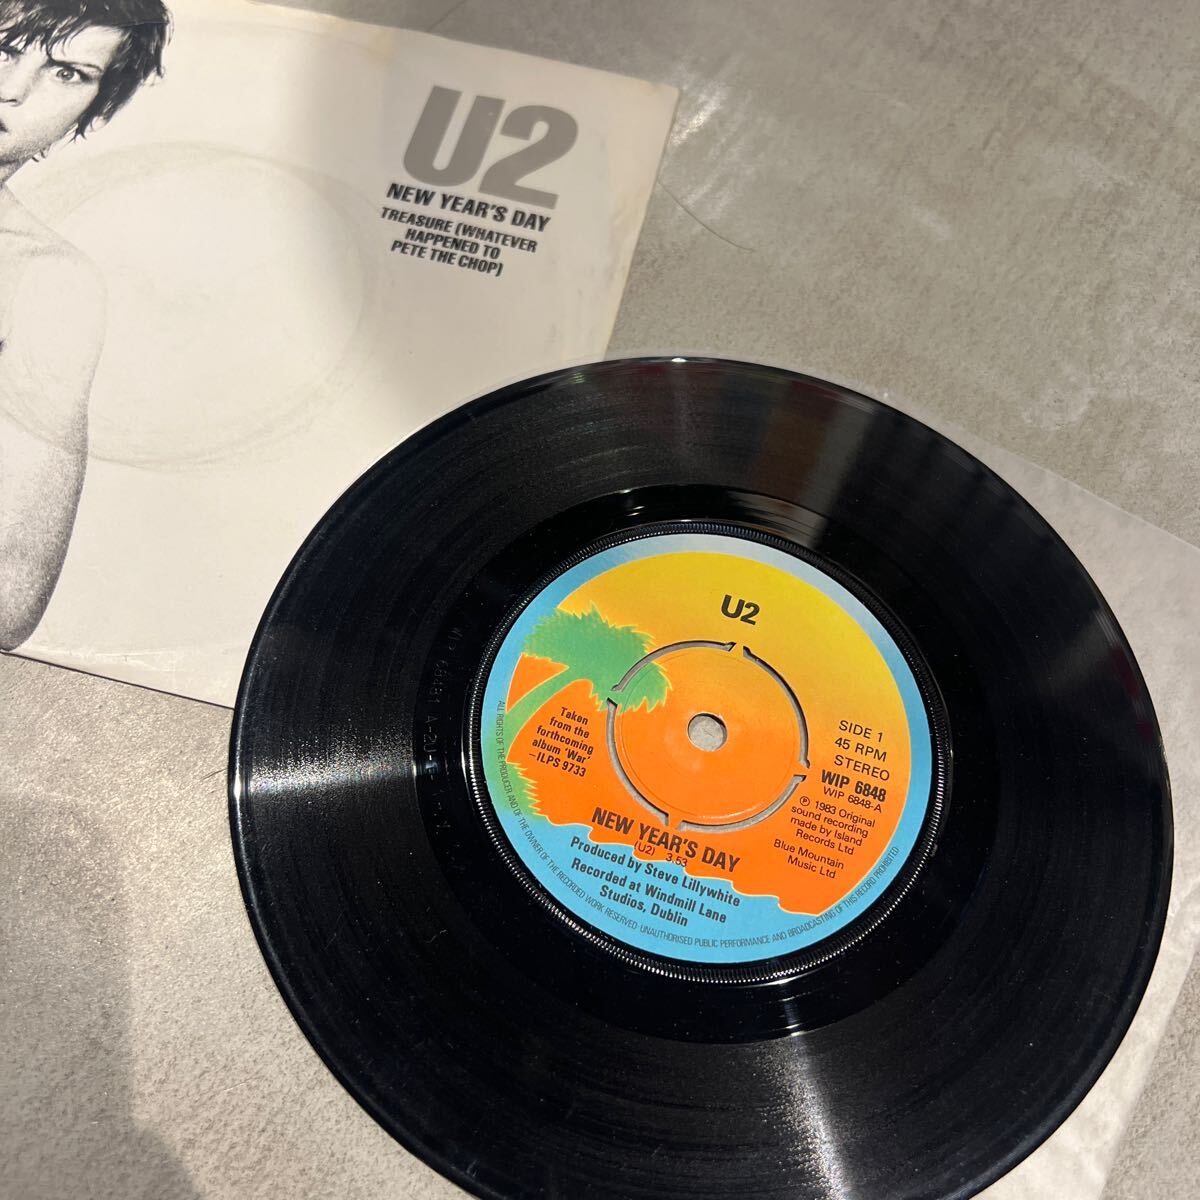 U2
NEW YEAR'S DAY
TREASURE (WHATEVER
HAPPENED TO
PETE THE CHOP)
U2
Taken
from the
forthcoming
album 'War'
–ILPS 9733
SIDE 1
45 RPM
STEREO
WIP 6848
WIP 6848-A
℗ 1983 Original
sound recording
made by Island
Records Ltd
Blue Mountain
Music Ltd
NEW YEAR'S DAY
(U2) 3.53
Produced by Steve Lillywhite
Recorded at Windmill Lane
Studios, Dublin
ALL RIGHTS OF THE PRODUCER AND OF THE OWNER OF THE RECORDED WORK RESERVED · UNAUTHORISED PUBLIC PERFORMANCE AND BROADCASTING OF THIS RECORD PROHIBITED